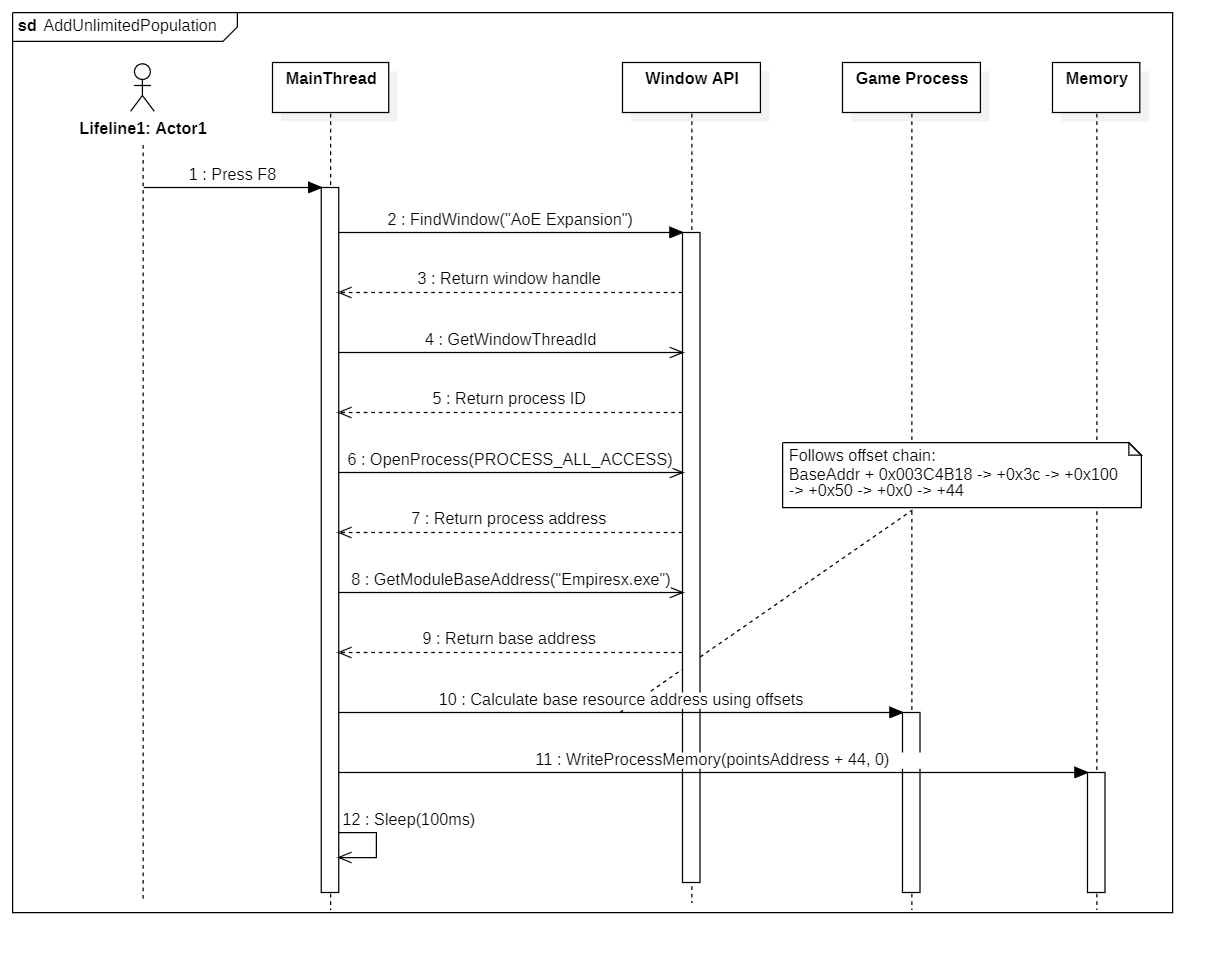 sd AddUnlimitedPopulation
MainThread
Window API
Game Process
Memory
Lifeline1: Actor1
1 : Press F8
2 : FindWindow("AoE Expansion")
3 : Return window handle
4 : GetWindowThreadId
5 : Return process ID
6 : OpenProcess(PROCESS_ALL_ACCESS)
Follows offset chain:
BaseAddr + 0x003C4B18 -> +0x3c -> +0x100
-> +0x50 -> +0x0 -> +44
7 : Return process address
8 : GetModuleBaseAddress("Empiresx.exe")
9 : Return base address
10 : Calculate base resource address using offsets
11 : WriteProcessMemory(pointsAddress + 44, 0)
12 : Sleep(100ms)